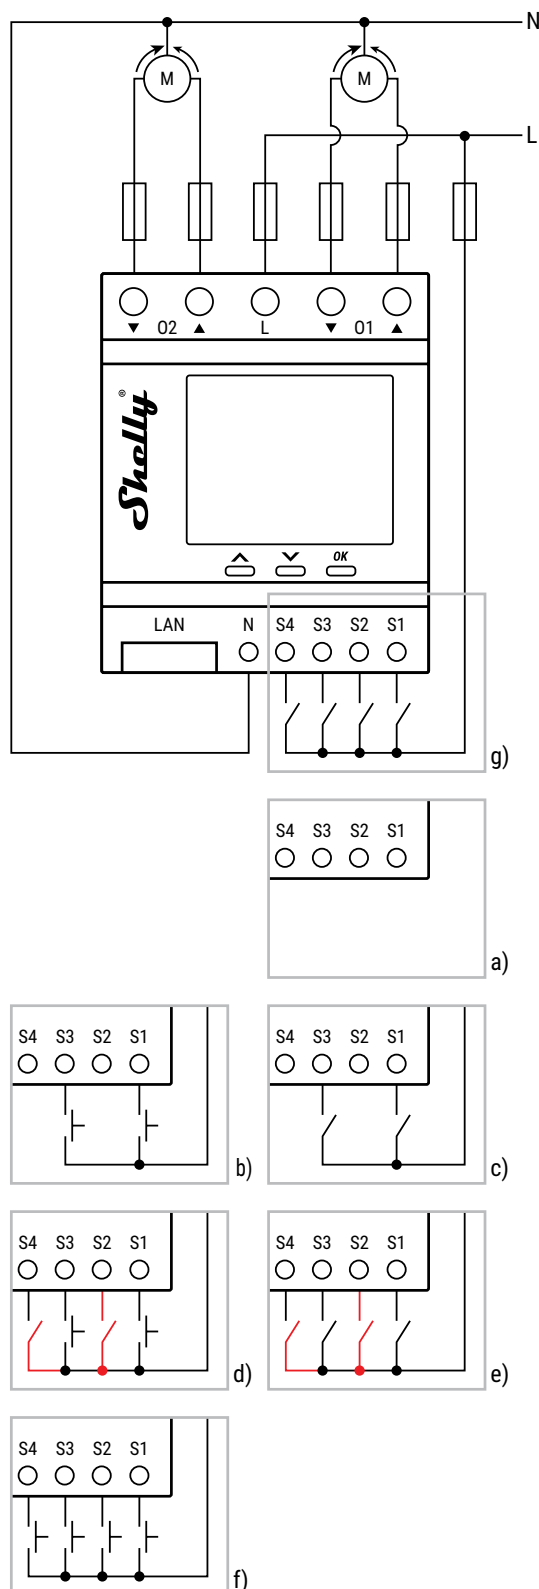 N
M M
L
▼ O2 ▲ L ▼ O1 ▲
Shelly®
OK
LAN N S4 S3 S2 S1
g)
S4 S3 S2 S1
a)
S4 S3 S2 S1
b)
S4 S3 S2 S1
c)
S4 S3 S2 S1
d)
S4 S3 S2 S1
e)
S4 S3 S2 S1
f)